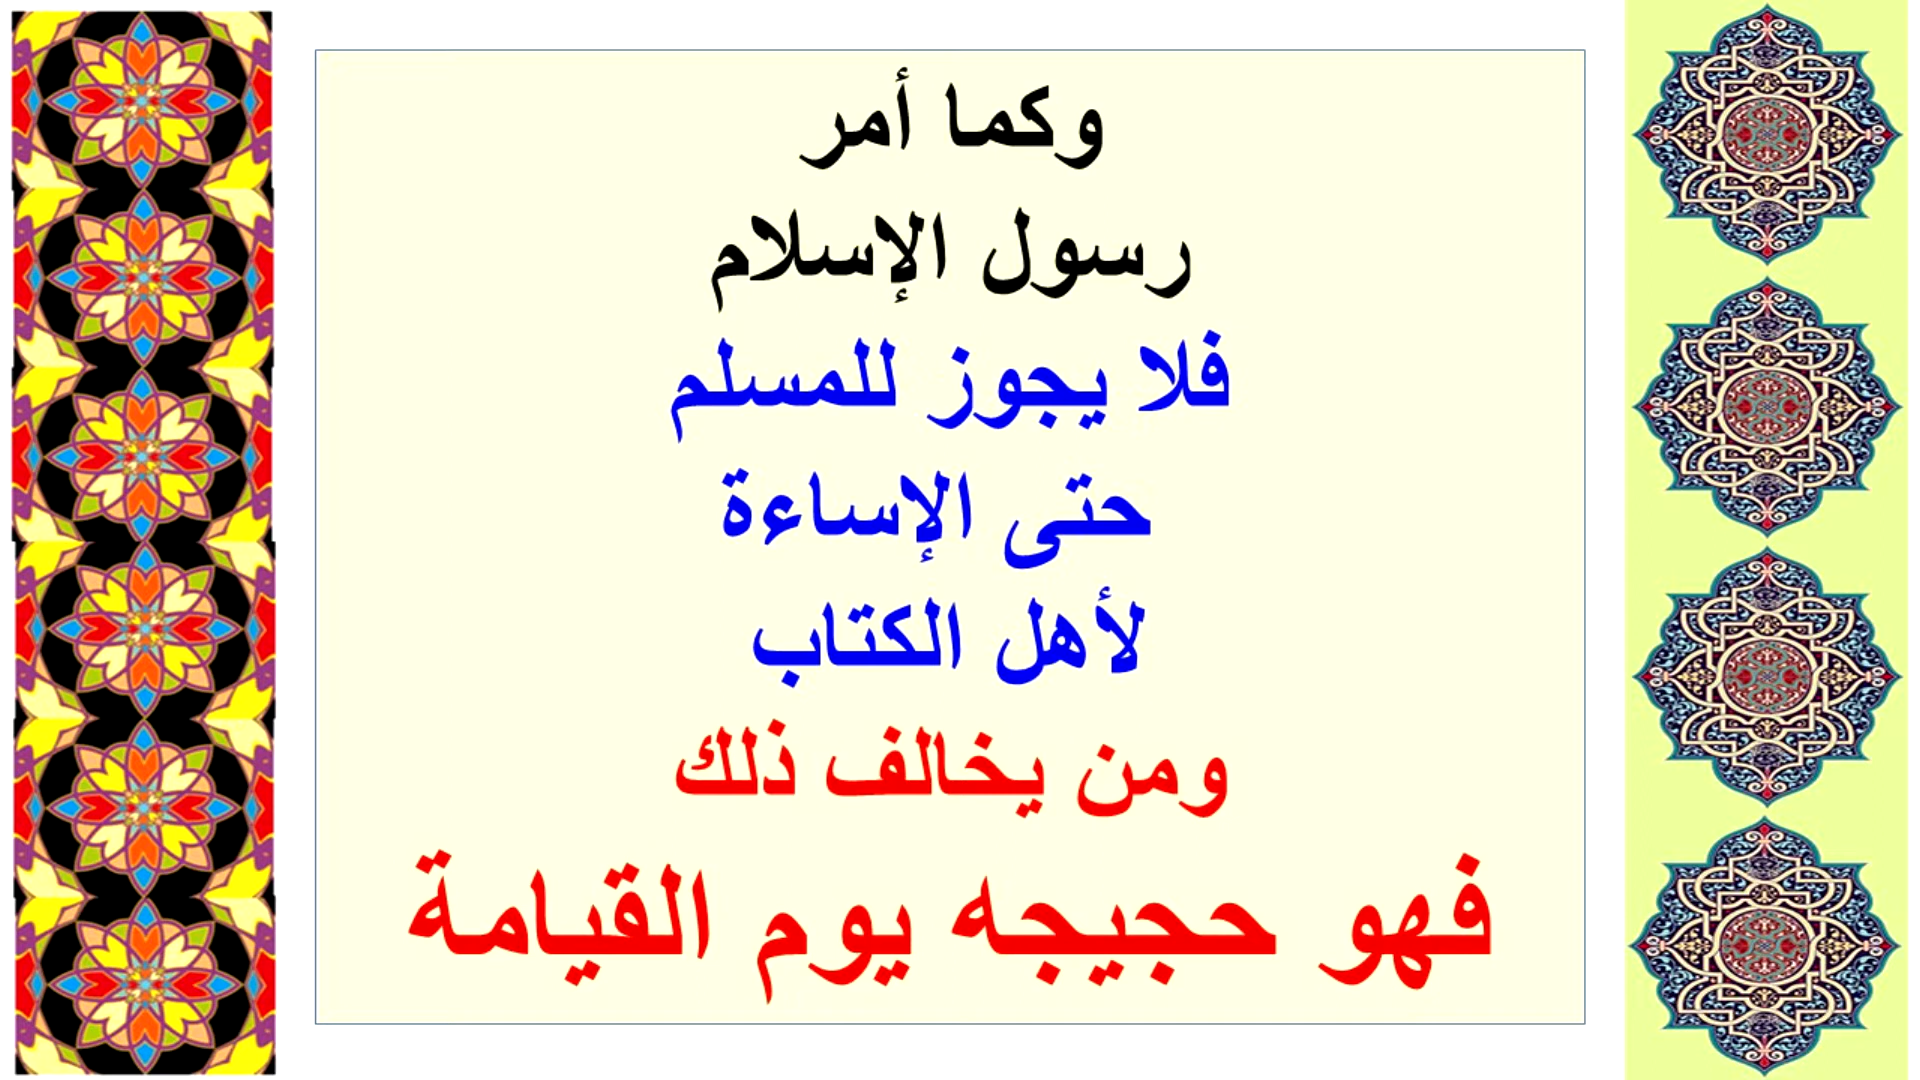 وكما أمر
رسول الإسلام
فلا يجوز للمسلم
حتى الإساءة
لأهل الكتاب
ومن يخالف ذلك
فهو حجيجه يوم القيامة